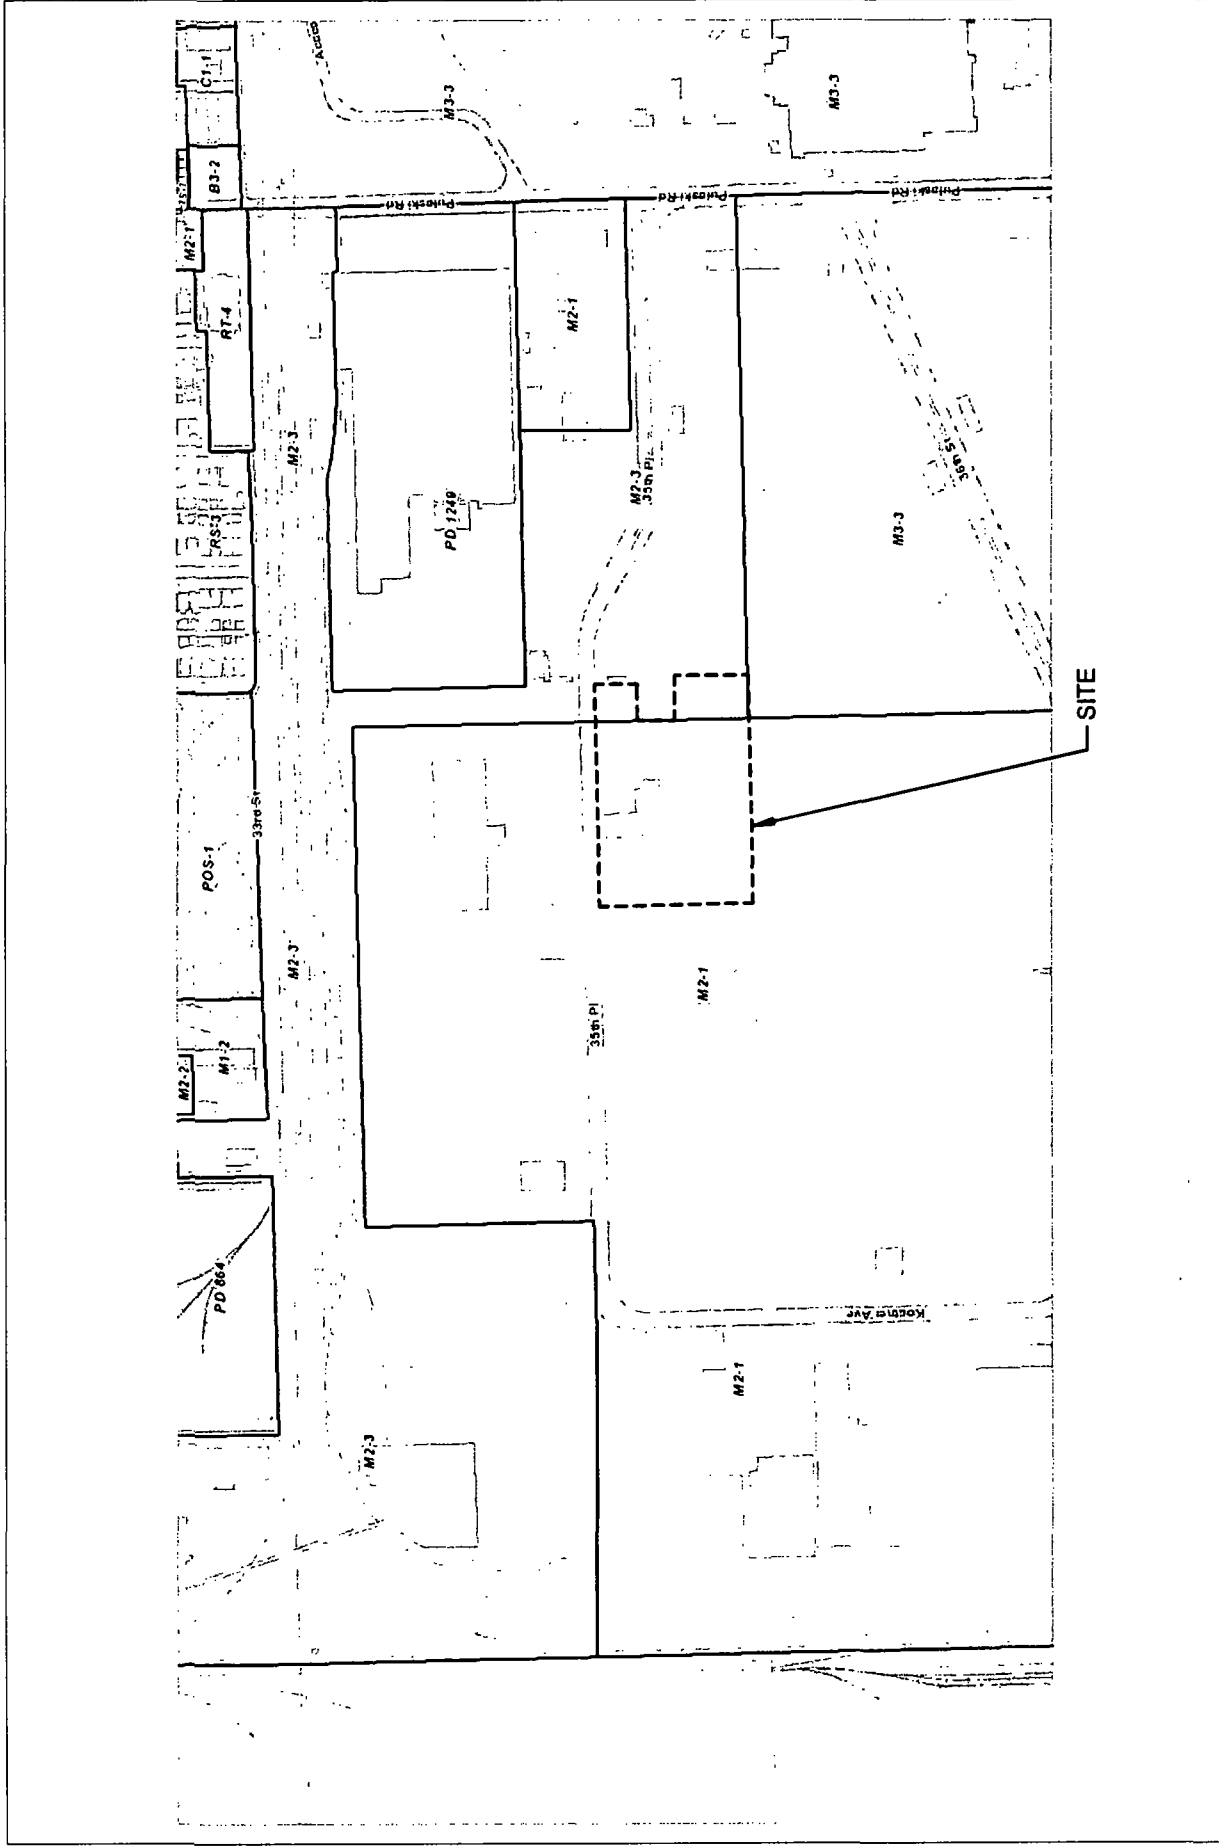 M2-2
M2-1
PD 864
M1-2
POS-1
RS-3
RT-4
B3-2
C1-1
33rd St
M2-3
M2-3
M2-3
Pulaski Rd
PD 1249
M3-3
M2-1
35th Pl
M2-3
35th Pl
M2-1
Pulaski Rd
M2-1
M3-3
Kostner Ave
M3-3
Pulaski Rd
36th St
SITE